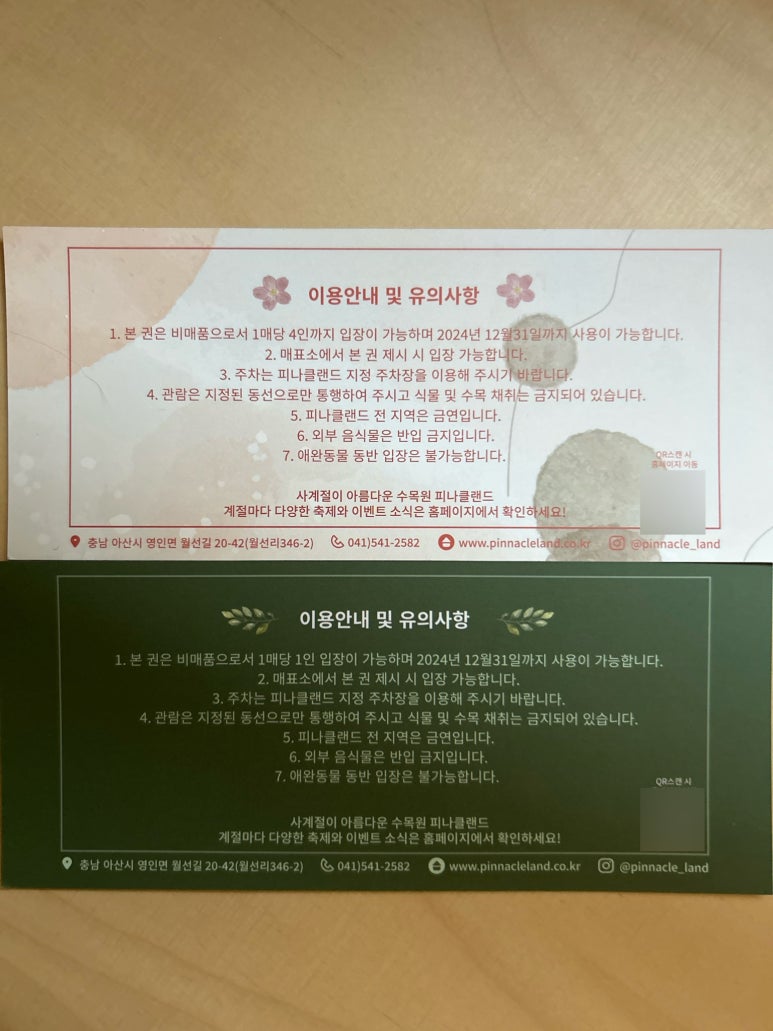 이용안내 및 유의사항
1. 본 권은 비매품으로서 1매당 4인까지 입장이 가능하며 2024년 12월31일까지 사용이 가능합니다.
2. 매표소에서 본 권 제시 시 입장 가능합니다.
3. 주차는 피나클랜드 지정 주차장을 이용해 주시기 바랍니다.
4. 관람은 지정된 동선으로만 통행하여 주시고 식물 및 수목 채취는 금지되어 있습니다.
5. 피나클랜드 전 지역은 금연입니다.
6. 외부 음식물은 반입 금지입니다.
7. 애완동물 동반 입장은 불가능합니다.
QR스캔 시
홈페이지 이동
사계절이 아름다운 수목원 피나클랜드
계절마다 다양한 축제와 이벤트 소식은 홈페이지에서 확인하세요!
충남 아산시 영인면 월선길 20-42(월선리346-2) 041)541-2582 www.pinnacleland.co.kr @pinnacle_land
이용안내 및 유의사항
1. 본 권은 비매품으로서 1매당 1인 입장이 가능하며 2024년 12월31일까지 사용이 가능합니다.
2. 매표소에서 본 권 제시 시 입장 가능합니다.
3. 주차는 피나클랜드 지정 주차장을 이용해 주시기 바랍니다.
4. 관람은 지정된 동선으로만 통행하여 주시고 식물 및 수목 채취는 금지되어 있습니다.
5. 피나클랜드 전 지역은 금연입니다.
6. 외부 음식물은 반입 금지입니다.
7. 애완동물 동반 입장은 불가능합니다.
QR스캔 시
사계절이 아름다운 수목원 피나클랜드
계절마다 다양한 축제와 이벤트 소식은 홈페이지에서 확인하세요!
충남 아산시 영인면 월선길 20-42(월선리346-2) 041)541-2582 www.pinnacleland.co.kr @pinnacle_land